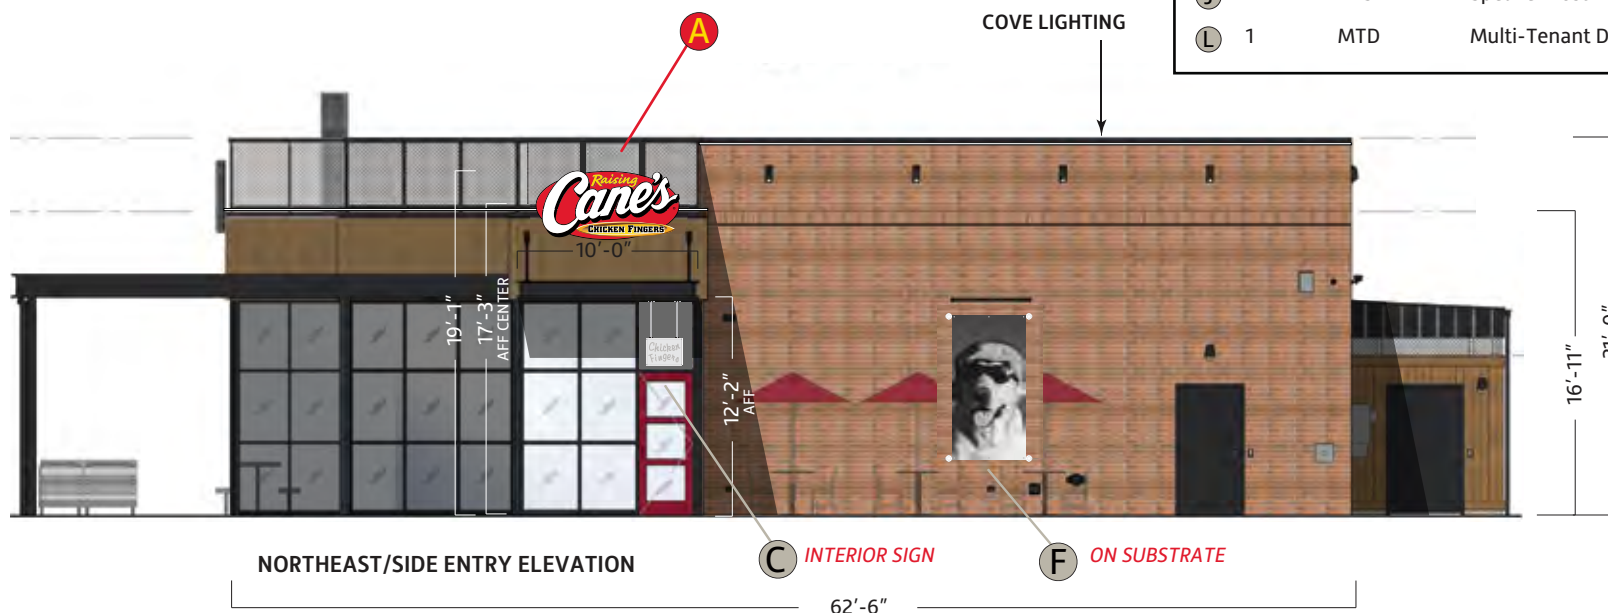 A
COVE LIGHTING
L 1 MTD Multi-Tenant D
Raising
Cane's
CHICKEN FINGERS
10'-0"
19'-1"
17'-3"
AFF CENTER
Chicken
Fingers
12'-2"
AFF
16'-11"
C INTERIOR SIGN
F ON SUBSTRATE
NORTHEAST/SIDE ENTRY ELEVATION
62'-6"